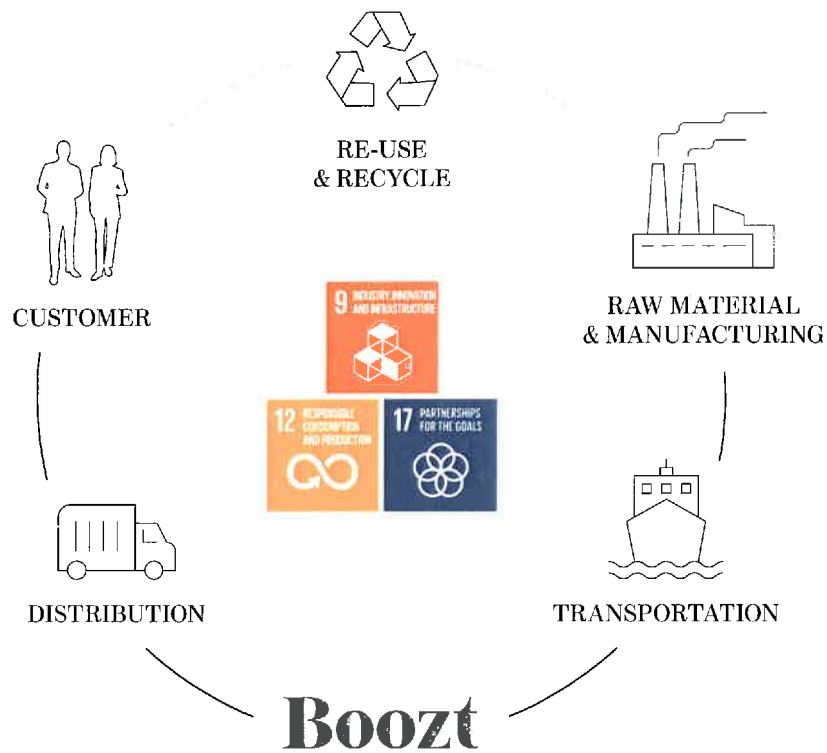 RE-USE
& RECYCLE
CUSTOMER
RAW MATERIAL
& MANUFACTURING
9 INDUSTRY, INNOVATION
AND INFRASTRUCTURE
12 RESPONSIBLE
CONSUMPTION
AND PRODUCTION
17 PARTNERSHIPS
FOR THE GOALS
DISTRIBUTION
TRANSPORTATION
Boozt